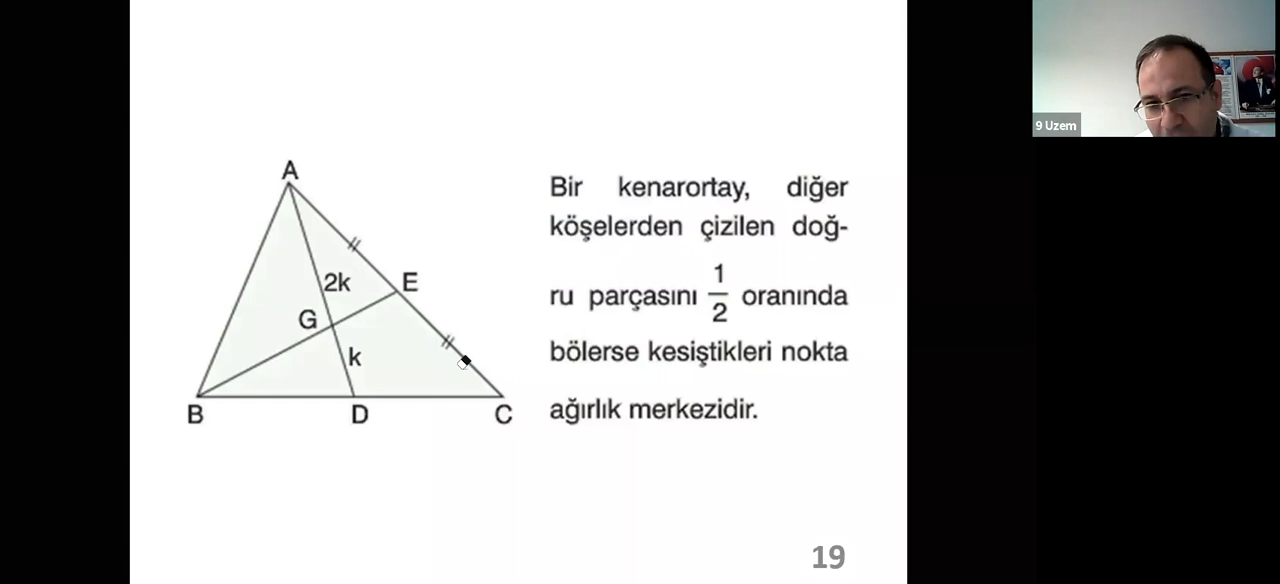 A
2k
E
G
k
B
D
C
Bir kenarortay, diğer
köşelerden çizilen doğ-
ru parçasını 1/2 oranında
bölerse kesiştikleri nokta
ağırlık merkezidir.
19
9 Uzem